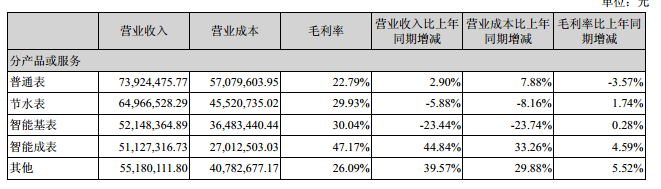 单位：元
营业收入 营业成本 毛利率 营业收入比上年同期增减 营业成本比上年同期增减 毛利率比上年同期增减
分产品或服务
普通表 73,924,475.77 57,079,603.95 22.79% 2.90% 7.88% -3.57%
节水表 64,966,528.29 45,520,735.02 29.93% -5.88% -8.16% 1.74%
智能基表 52,148,364.89 36,483,440.44 30.04% -23.44% -23.74% 0.28%
智能成表 51,127,316.73 27,012,503.03 47.17% 44.84% 33.26% 4.59%
其他 55,180,111.80 40,782,677.17 26.09% 39.57% 29.88% 5.52%